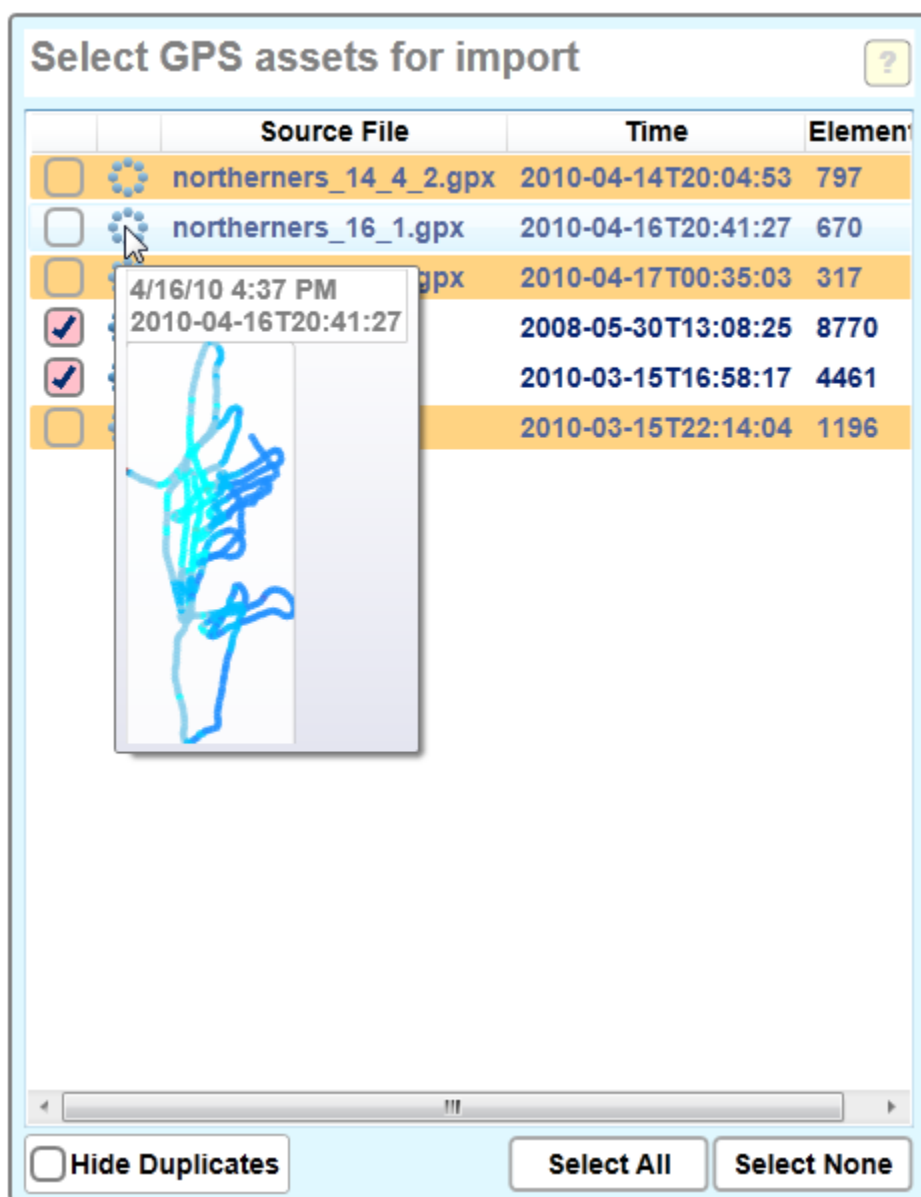 Select GPS assets for import
?
Source File Time Element
northerners_14_4_2.gpx 2010-04-14T20:04:53 797
northerners_16_1.gpx 2010-04-16T20:41:27 670
gpx 2010-04-17T00:35:03 317
4/16/10 4:37 PM
2010-04-16T20:41:27
2008-05-30T13:08:25 8770
2010-03-15T16:58:17 4461
2010-03-15T22:14:04 1196
Hide Duplicates Select All Select None